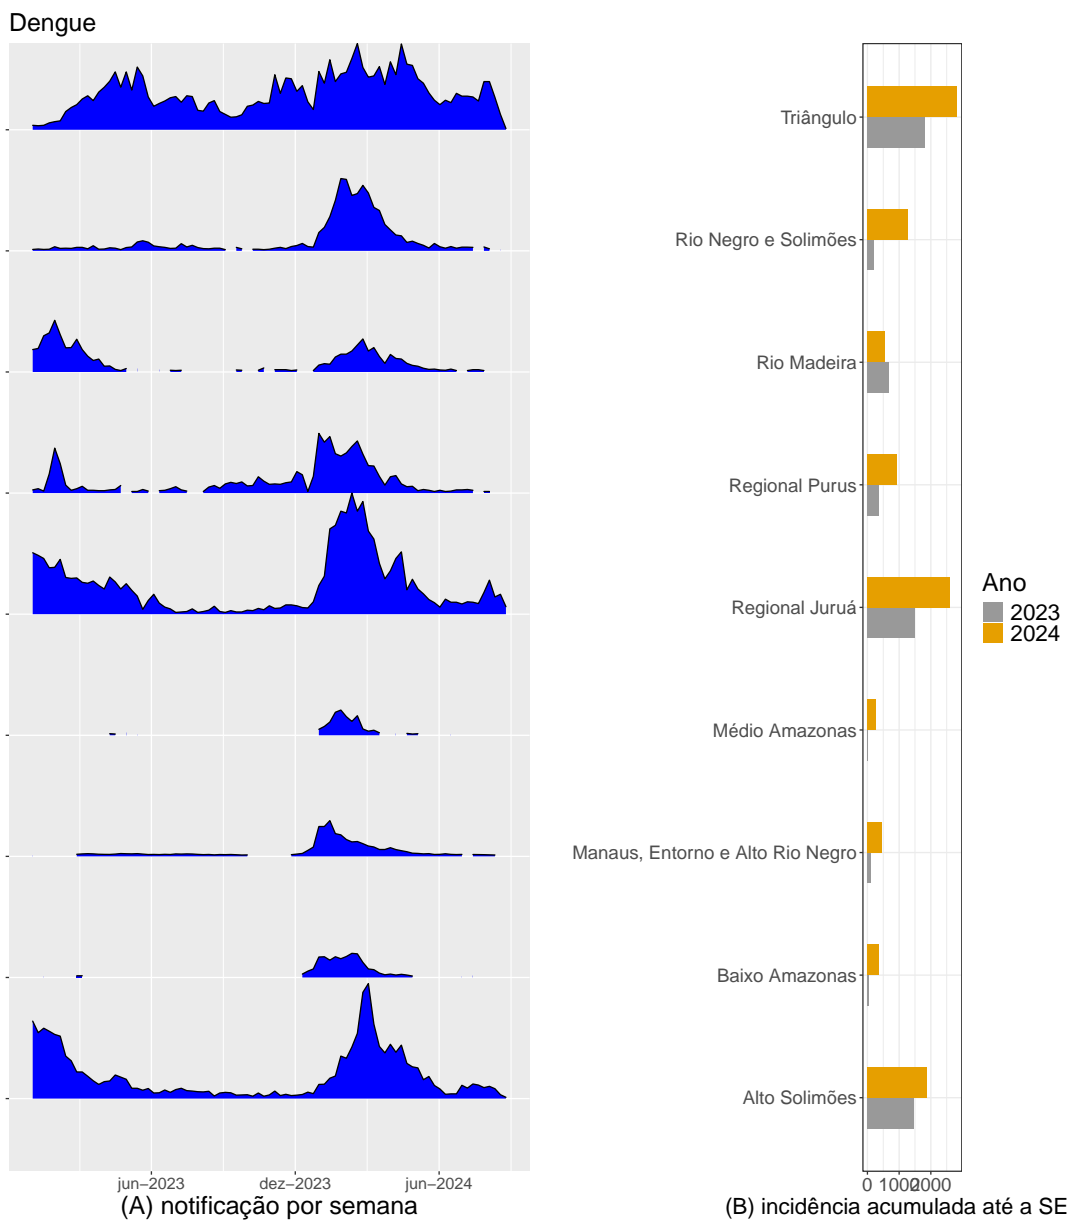 Dengue
Triângulo
Rio Negro e Solimões
Rio Madeira
Regional Purus
Regional Juruá
Médio Amazonas
Manaus, Entorno e Alto Rio Negro
Baixo Amazonas
Alto Solimões
Ano
2023
2024
jun–2023 dez–2023 jun–2024
0 1000 2000
(A) notificação por semana
(B) incidência acumulada até a SE